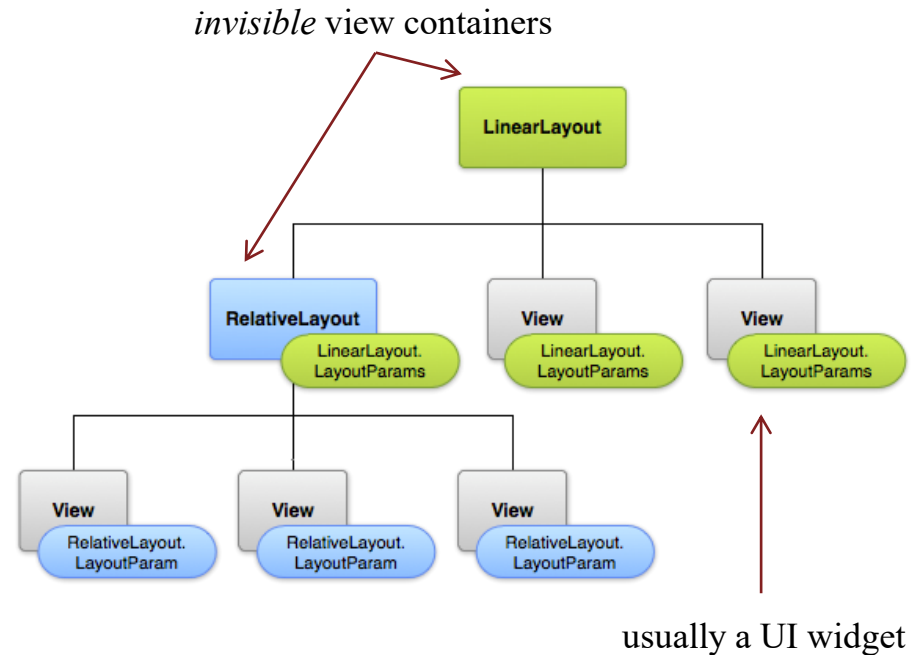 invisible view containers
LinearLayout
RelativeLayout
LinearLayout.
LayoutParams
View
LinearLayout.
LayoutParams
View
LinearLayout.
LayoutParams
View
RelativeLayout.
LayoutParam
View
RelativeLayout.
LayoutParam
View
RelativeLayout.
LayoutParam
usually a UI widget